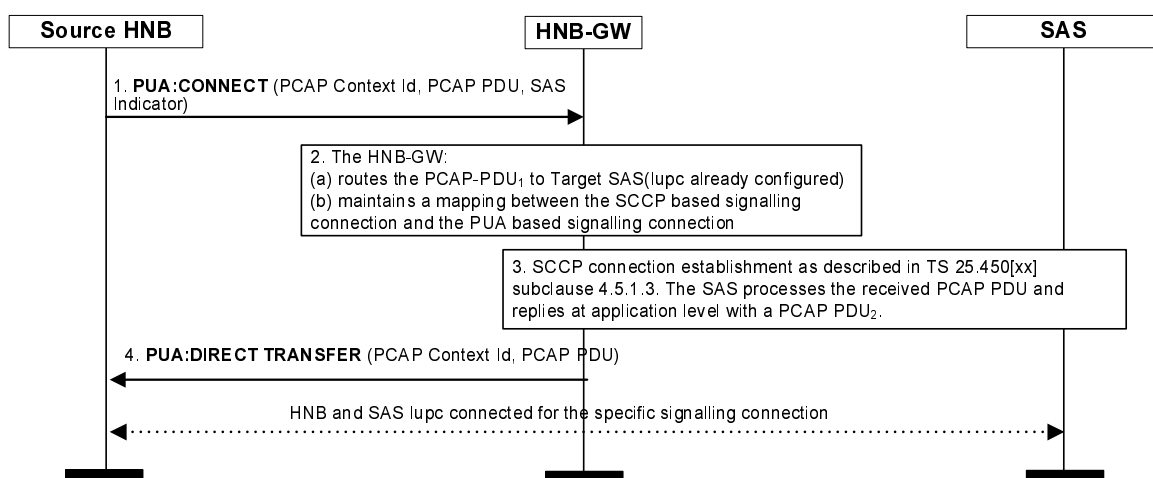 Source HNB
HNB-GW
SAS
1. PUA:CONNECT (PCAP Context Id, PCAP PDU, SAS
Indicator)
2. The HNB-GW:
(a) routes the PCAP-PDU₁ to Target SAS(Iupc already configured)
(b) maintains a mapping between the SCCP based signalling
connection and the PUA based signalling connection
3. SCCP connection establishment as described in TS 25.450[xx]
subclause 4.5.1.3. The SAS processes the received PCAP PDU and
replies at application level with a PCAP PDU₂.
4. PUA:DIRECT TRANSFER (PCAP Context Id, PCAP PDU)
HNB and SAS Iupc connected for the specific signalling connection